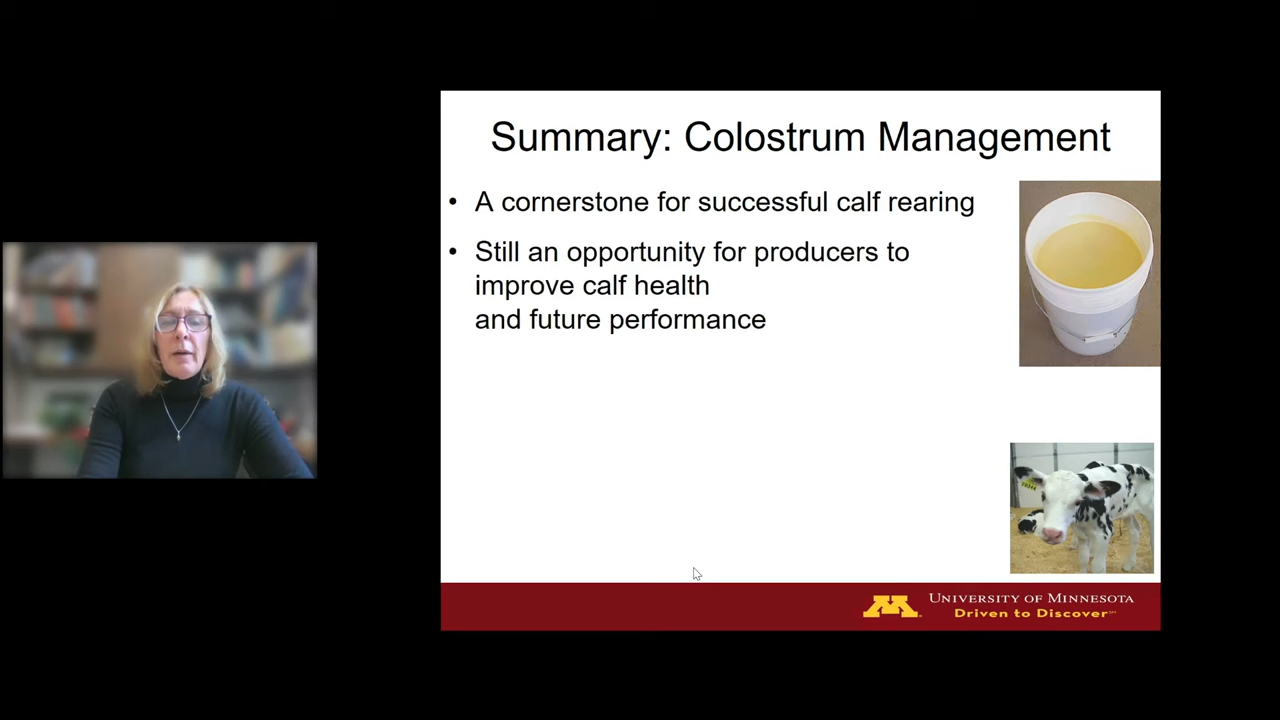 Summary: Colostrum Management
• A cornerstone for successful calf rearing
• Still an opportunity for producers to
improve calf health
and future performance
UNIVERSITY OF MINNESOTA
Driven to Discover℠